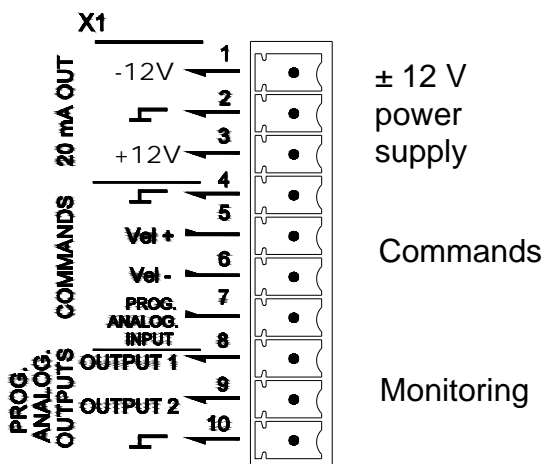 X1
20 mA OUT
-12V 1
2
+12V 3
± 12 V
power
supply
COMMANDS
4
Vel + 5
Vel - 6
PROG.
ANALOG.
INPUT
7
Commands
PROG.
ANALOG.
OUTPUTS
OUTPUT 1 8
OUTPUT 2 9
10
Monitoring